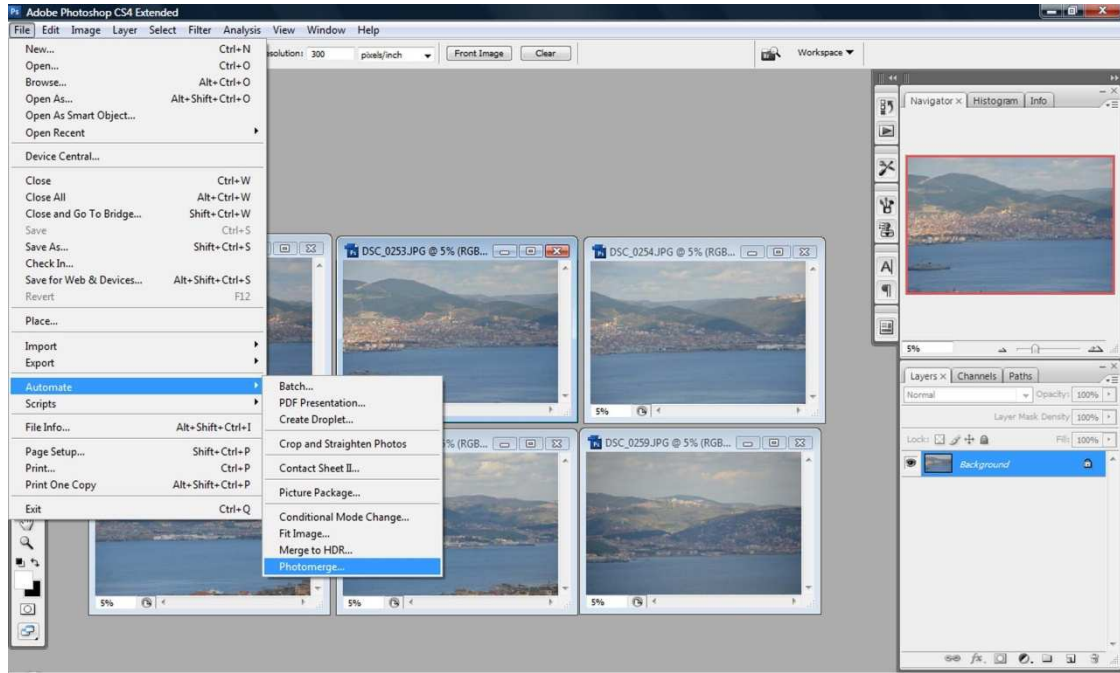 Ps Adobe Photoshop CS4 Extended
File Edit Image Layer Select Filter Analysis View Window Help
solution: 300 pixels/inch Front Image Clear Workspace
New... Ctrl+N
Open... Ctrl+O
Browse... Alt+Ctrl+O
Open As... Alt+Shift+Ctrl+O
Open As Smart Object...
Open Recent
Device Central...
Close Ctrl+W
Close All Alt+Ctrl+W
Close and Go To Bridge... Shift+Ctrl+W
Save Ctrl+S
Save As... Shift+Ctrl+S
Check In...
Save for Web & Devices... Alt+Shift+Ctrl+S
Revert F12
Place...
Import
Export
Automate
Scripts
File Info... Alt+Shift+Ctrl+I
Page Setup... Shift+Ctrl+P
Print... Ctrl+P
Print One Copy Alt+Shift+Ctrl+P
Exit Ctrl+Q
Batch...
PDF Presentation...
Create Droplet...
Crop and Straighten Photos
Contact Sheet II...
Picture Package...
Conditional Mode Change...
Fit Image...
Merge to HDR...
Photomerge...
DSC_0253.JPG @ 5% (RGB...
DSC_0254.JPG @ 5% (RGB...
5%
% (RGB...
DSC_0259.JPG @ 5% (RGB...
5%
5%
5%
Navigator x Histogram Info
5%
Layers x Channels Paths
Normal Opacity: 100%
Layer Mask Density 100%
Lock: Fill: 100%
Background
A
fx.